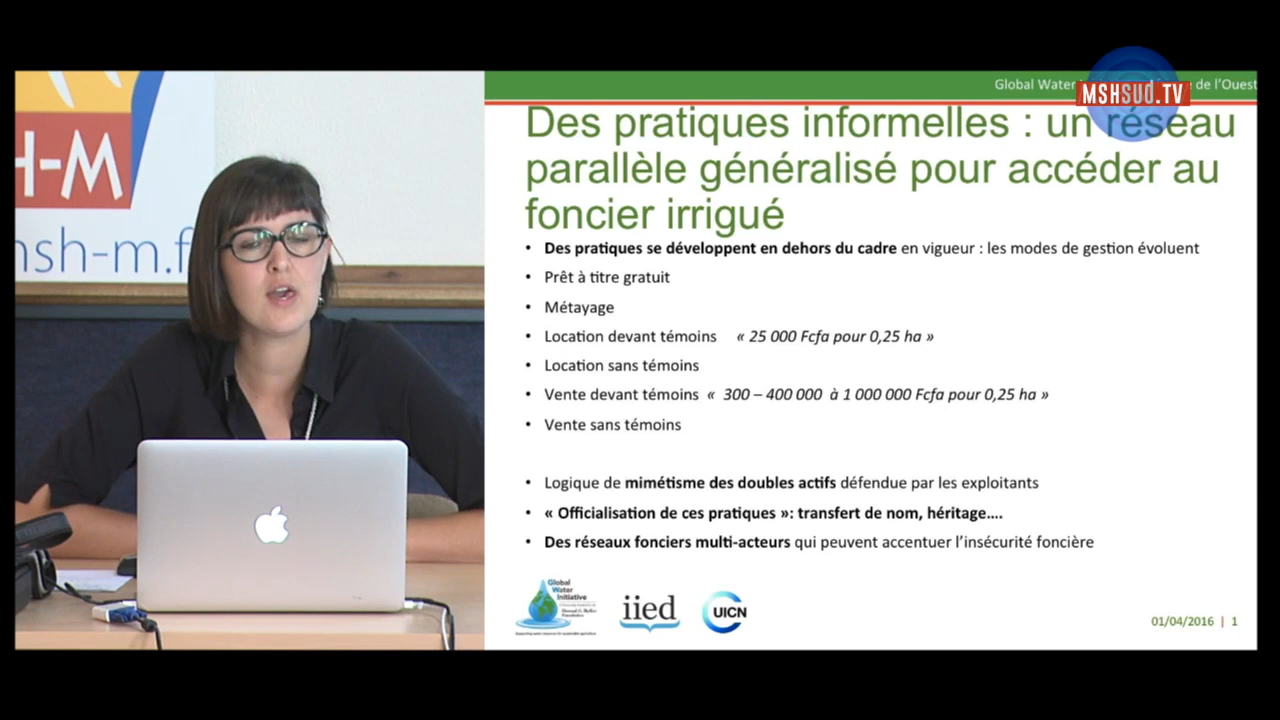 Global Water
de l'Ouest
MSHSUD.TV
Des pratiques informelles : un réseau
parallèle généralisé pour accéder au
foncier irrigué
• Des pratiques se développent en dehors du cadre en vigueur : les modes de gestion évoluent
• Prêt à titre gratuit
• Métayage
• Location devant témoins « 25 000 Fcfa pour 0,25 ha »
• Location sans témoins
• Vente devant témoins « 300 – 400 000 à 1 000 000 Fcfa pour 0,25 ha »
• Vente sans témoins
• Logique de mimétisme des doubles actifs défendue par les exploitants
• « Officialisation de ces pratiques »: transfert de nom, héritage....
• Des réseaux fonciers multi-acteurs qui peuvent accentuer l'insécurité foncière
Global
Water
Initiative
iied
UICN
01/04/2016 | 1
H-M
msh-m.f